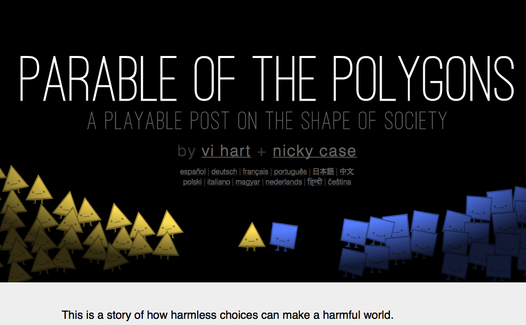 PARABLE OF THE POLYGONS
A PLAYABLE POST ON THE SHAPE OF SOCIETY
by vi hart + nicky case
español | deutsch | français | português | 日本語 | 中文
polski | italiano | magyar | nederlands | हिन्दी | čeština
This is a story of how harmless choices can make a harmful world.